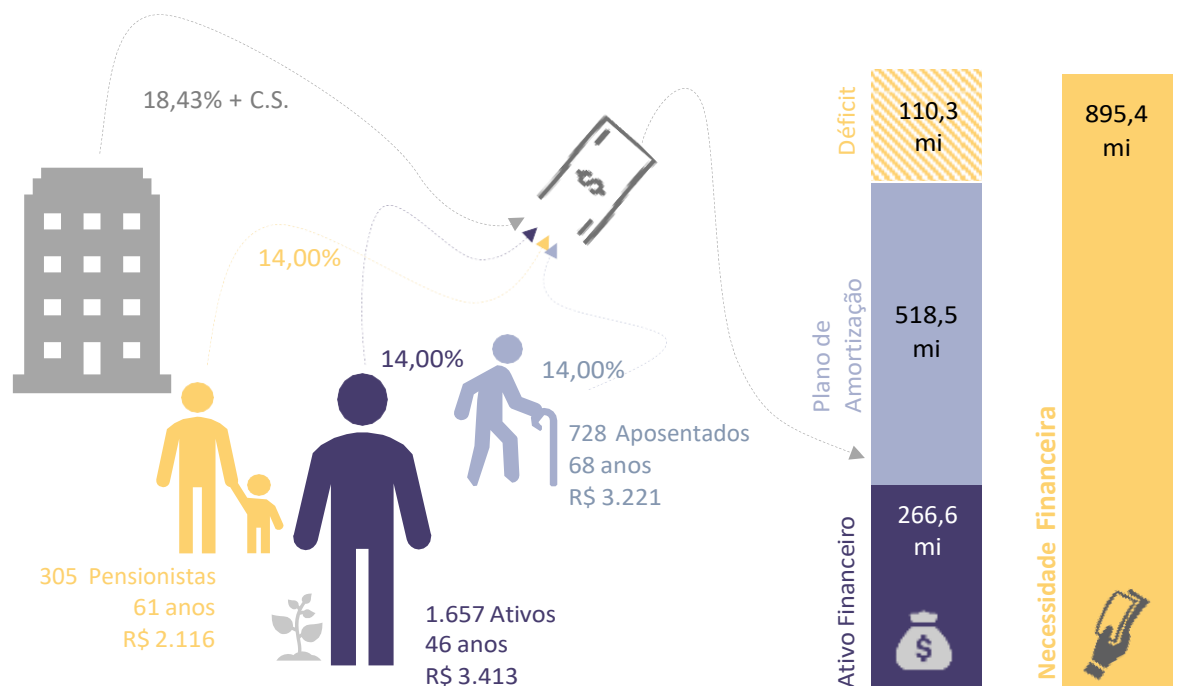 18,43% + C.S.
14,00%
14,00%
14,00%
728 Aposentados
68 anos
R$ 3.221
305 Pensionistas
61 anos
R$ 2.116
1.657 Ativos
46 anos
R$ 3.413
$
Déficit
110,3
mi
Plano de
Amortização
518,5
mi
Ativo Financeiro
266,6
mi
$
Necessidade Financeira
895,4
mi